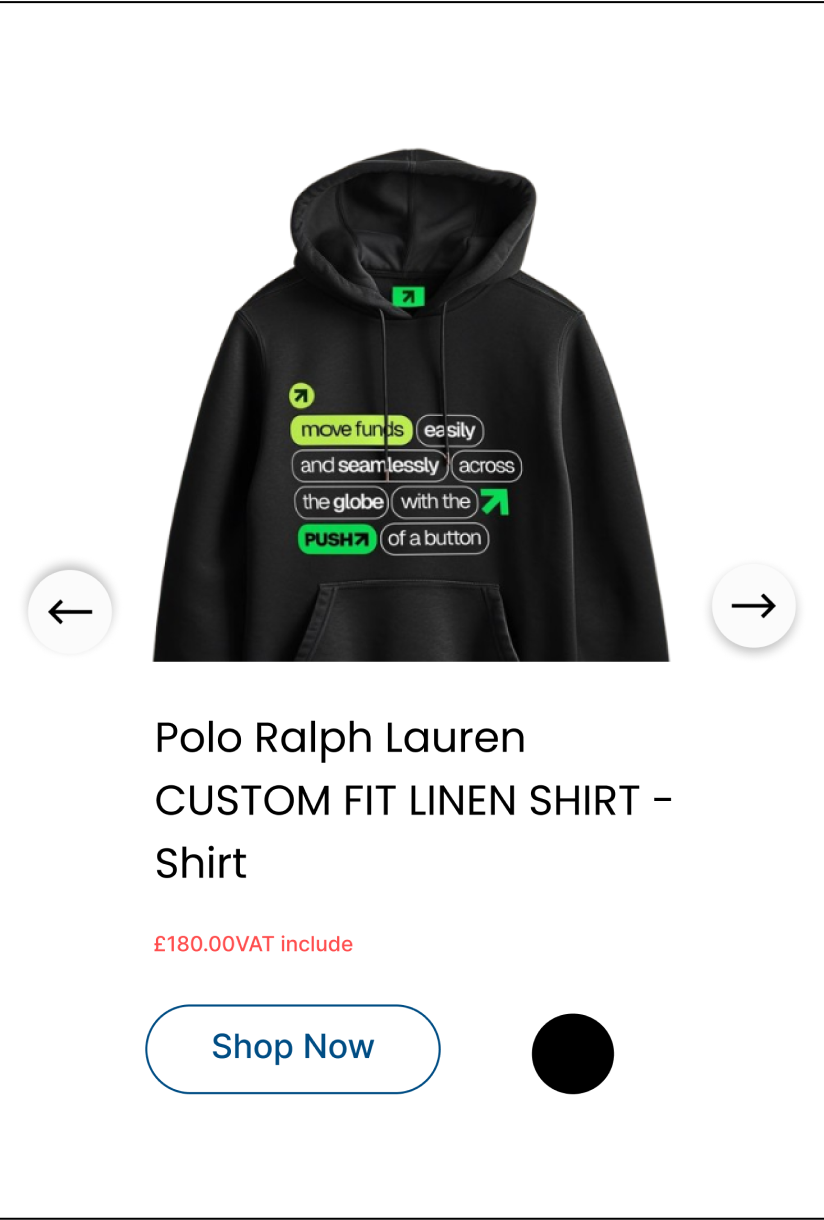 move funds easily
and seamlessly across
the globe with the
PUSH of a button
Polo Ralph Lauren
CUSTOM FIT LINEN SHIRT -
Shirt
£180.00VAT include
Shop Now